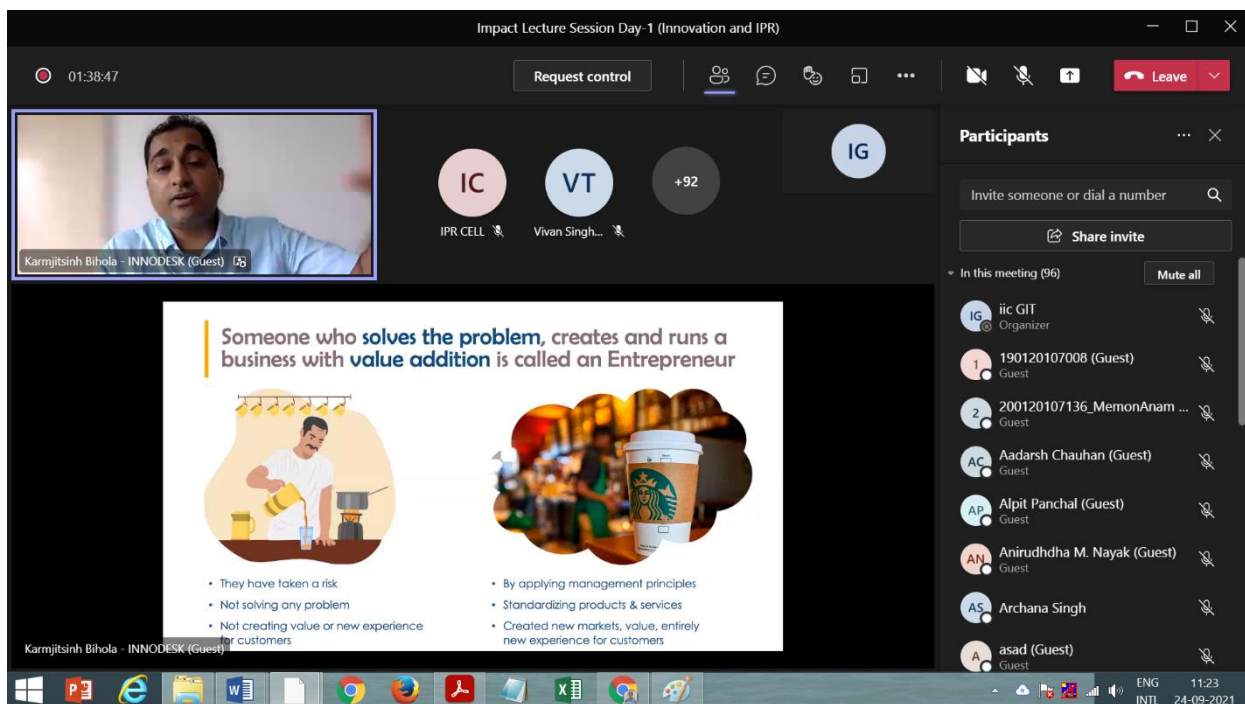 Impact Lecture Session Day-1 (Innovation and IPR)
01:38:47
Request control
Leave
Karmjitsinh Bihola - INNODESK (Guest)
IC
IPR CELL
VT
Vivan Singh...
+92
IG
Someone who solves the problem, creates and runs a
business with value addition is called an Entrepreneur
• They have taken a risk
• Not solving any problem
• Not creating value or new experience
for customers
• By applying management principles
• Standardizing products & services
• Created new markets, value, entirely
new experience for customers
Karmjitsinh Bihola - INNODESK (Guest)
Participants
Invite someone or dial a number
Share invite
In this meeting (96)
Mute all
IG
iic GIT
Organizer
1
190120107008 (Guest)
Guest
2
200120107136_MemonAnam ...
Guest
AC
Aadarsh Chauhan (Guest)
Guest
AP
Alpit Panchal (Guest)
Guest
AN
Anirudhdha M. Nayak (Guest)
Guest
AS
Archana Singh
A
asad (Guest)
Guest
ENG
INTL
11:23
24-09-2021